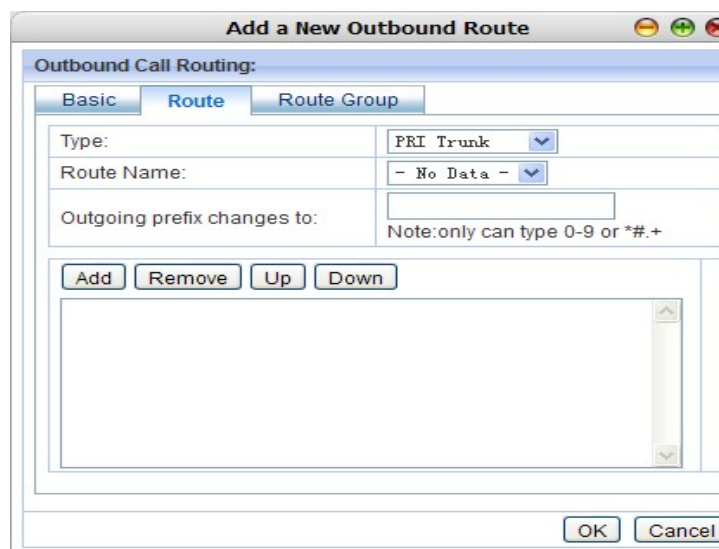 Add a New Outbound Route
Outbound Call Routing:
Basic Route Route Group
Type: PRI Trunk
Route Name: - No Data -
Outgoing prefix changes to:
Note:only can type 0-9 or *#.+
Add Remove Up Down
OK Cancel